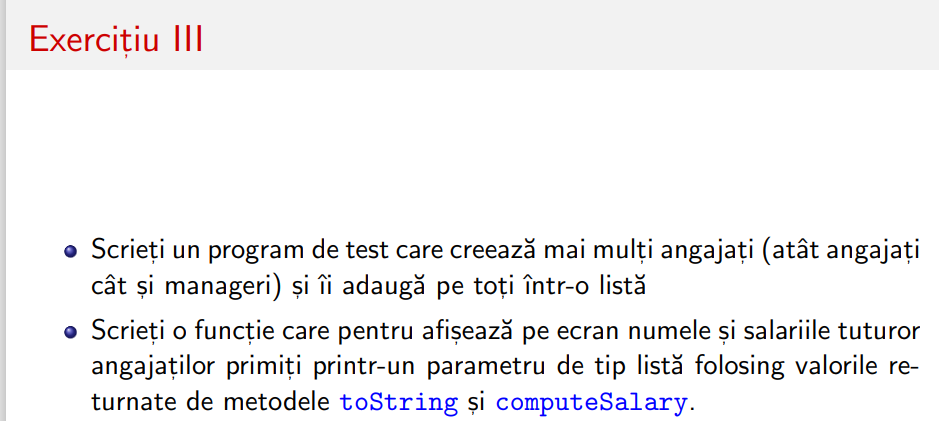 Exercițiu III
Scrieți un program de test care creează mai mulți angajați (atât angajați
cât și manageri) și îi adaugă pe toți într-o listă
Scrieți o funcție care pentru afișează pe ecran numele și salariile tuturor
angajaților primiți printr-un parametru de tip listă folosing valorile re-
turnate de metodele toString și computeSalary.